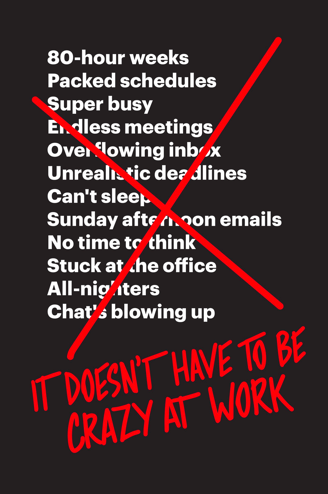 80-hour weeks
Packed schedules
Super busy
Endless meetings
Overflowing inbox
Unrealistic deadlines
Can't sleep
Sunday afternoon emails
No time to think
Stuck at the office
All-nighters
Chat's blowing up
IT DOESN'T HAVE TO BE
CRAZY AT WORK